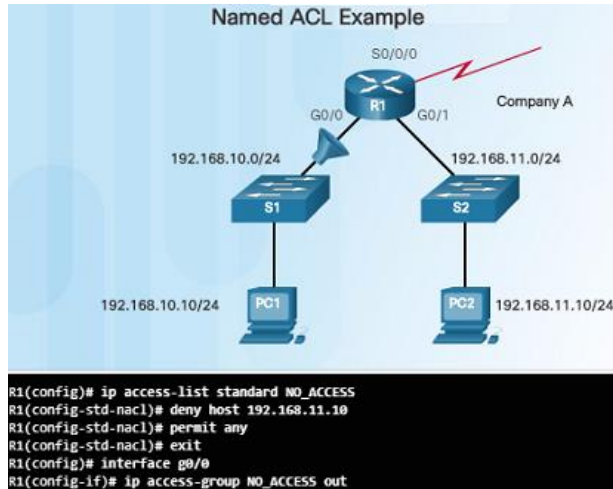 Named ACL Example
S0/0/0
R1
Company A
G0/0
G0/1
192.168.10.0/24
192.168.11.0/24
S1
S2
192.168.10.10/24
PC1
PC2
192.168.11.10/24
R1(config)# ip access-list standard NO_ACCESS
R1(config-std-nacl)# deny host 192.168.11.10
R1(config-std-nacl)# permit any
R1(config-std-nacl)# exit
R1(config)# interface g0/0
R1(config-if)# ip access-group NO_ACCESS out